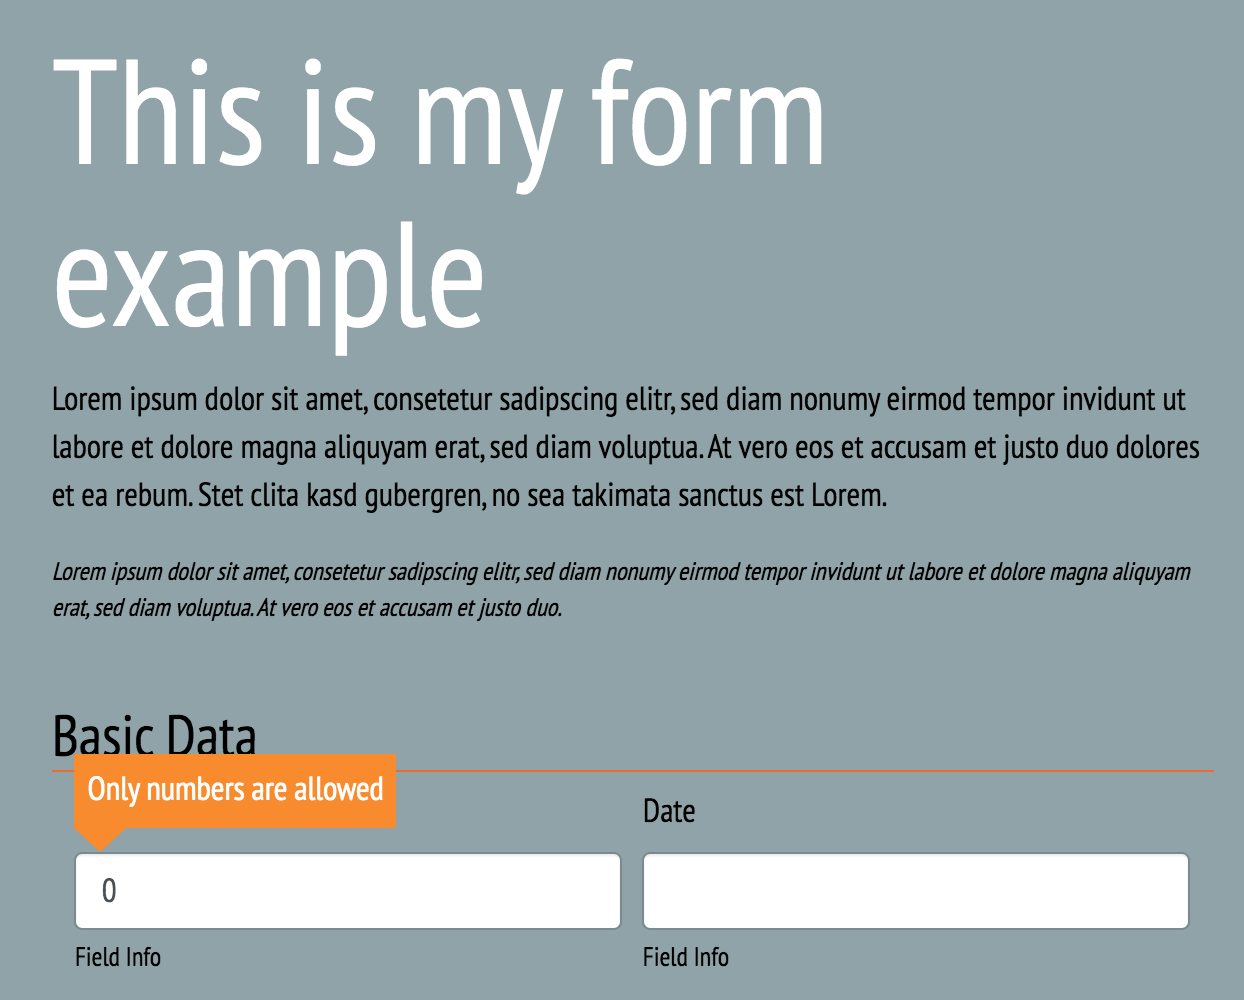 This is my form
example
Lorem ipsum dolor sit amet, consetetur sadipscing elitr, sed diam nonumy eirmod tempor invidunt ut
labore et dolore magna aliquyam erat, sed diam voluptua. At vero eos et accusam et justo duo dolores
et ea rebum. Stet clita kasd gubergren, no sea takimata sanctus est Lorem.
Lorem ipsum dolor sit amet, consetetur sadipscing elitr, sed diam nonumy eirmod tempor invidunt ut labore et dolore magna aliquyam
erat, sed diam voluptua. At vero eos et accusam et justo duo.
Basic Data
Only numbers are allowed
Date
0
Field Info
Field Info